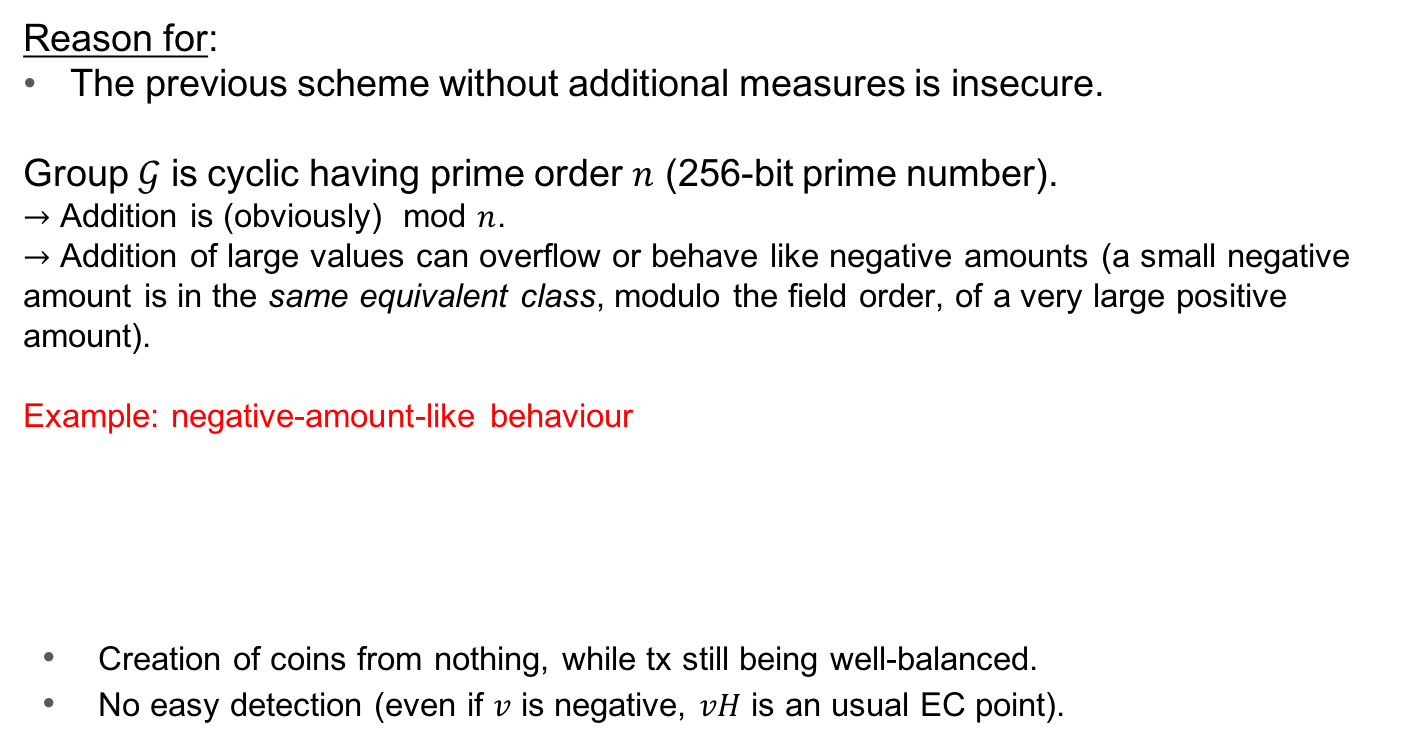 Reason for:
• The previous scheme without additional measures is insecure.
Group 𝒢 is cyclic having prime order 𝑛 (256-bit prime number).
→ Addition is (obviously) mod 𝑛.
→ Addition of large values can overflow or behave like negative amounts (a small negative
amount is in the same equivalent class, modulo the field order, of a very large positive
amount).
Example: negative-amount-like behaviour
• Creation of coins from nothing, while tx still being well-balanced.
• No easy detection (even if 𝑣 is negative, 𝑣𝐻 is an usual EC point).